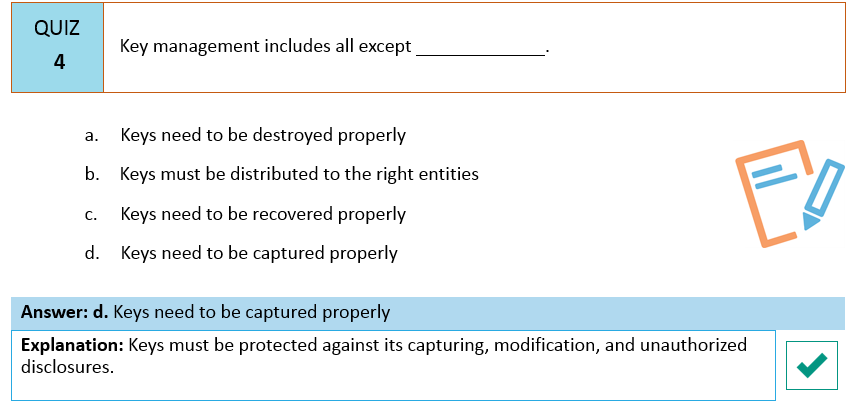 QUIZ
4
Key management includes all except _____________.
a. Keys need to be destroyed properly
b. Keys must be distributed to the right entities
c. Keys need to be recovered properly
d. Keys need to be captured properly
Answer: d. Keys need to be captured properly
Explanation: Keys must be protected against its capturing, modification, and unauthorized
disclosures.